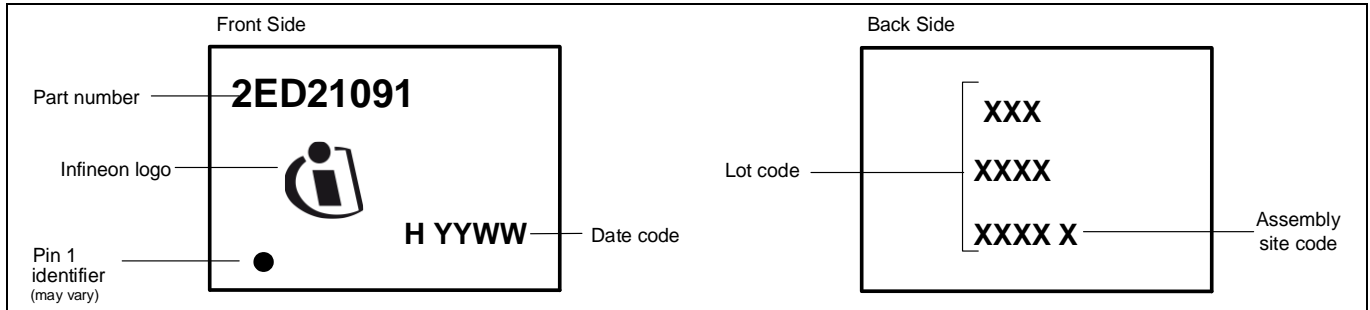 Front Side
Part number
2ED21091
Infineon logo
H YYWW
Date code
Pin 1
identifier
(may vary)
Back Side
Lot code
XXX
XXXX
XXXX X
Assembly
site code